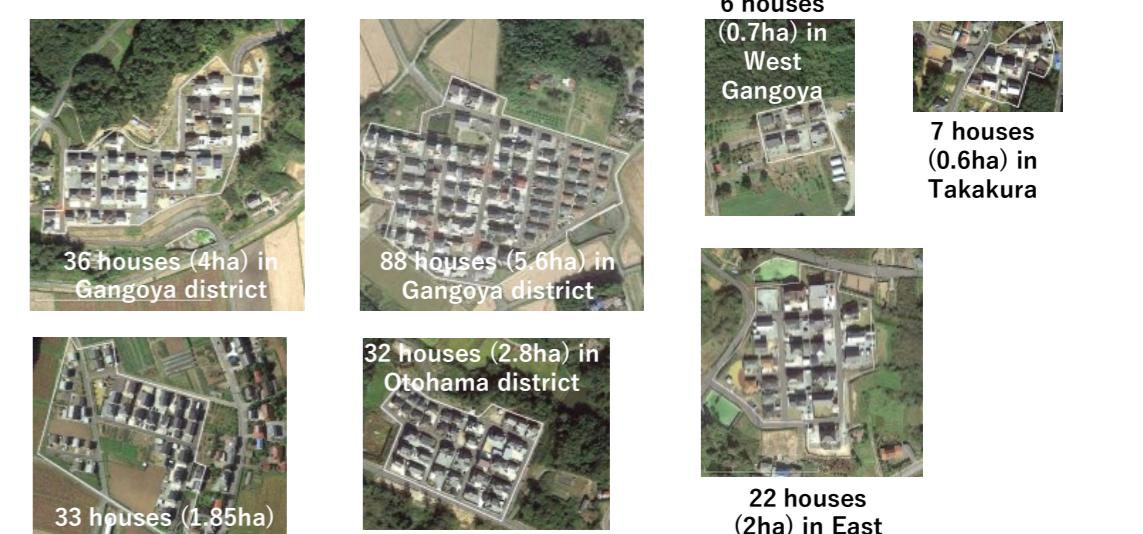 36 houses (4ha) in
Gangoya district
88 houses (5.6ha) in
Gangoya district
6 houses
(0.7ha) in
West
Gangoya
7 houses
(0.6ha) in
Takakura
33 houses (1.85ha)
32 houses (2.8ha) in
Otohama district
22 houses
(2ha) in East